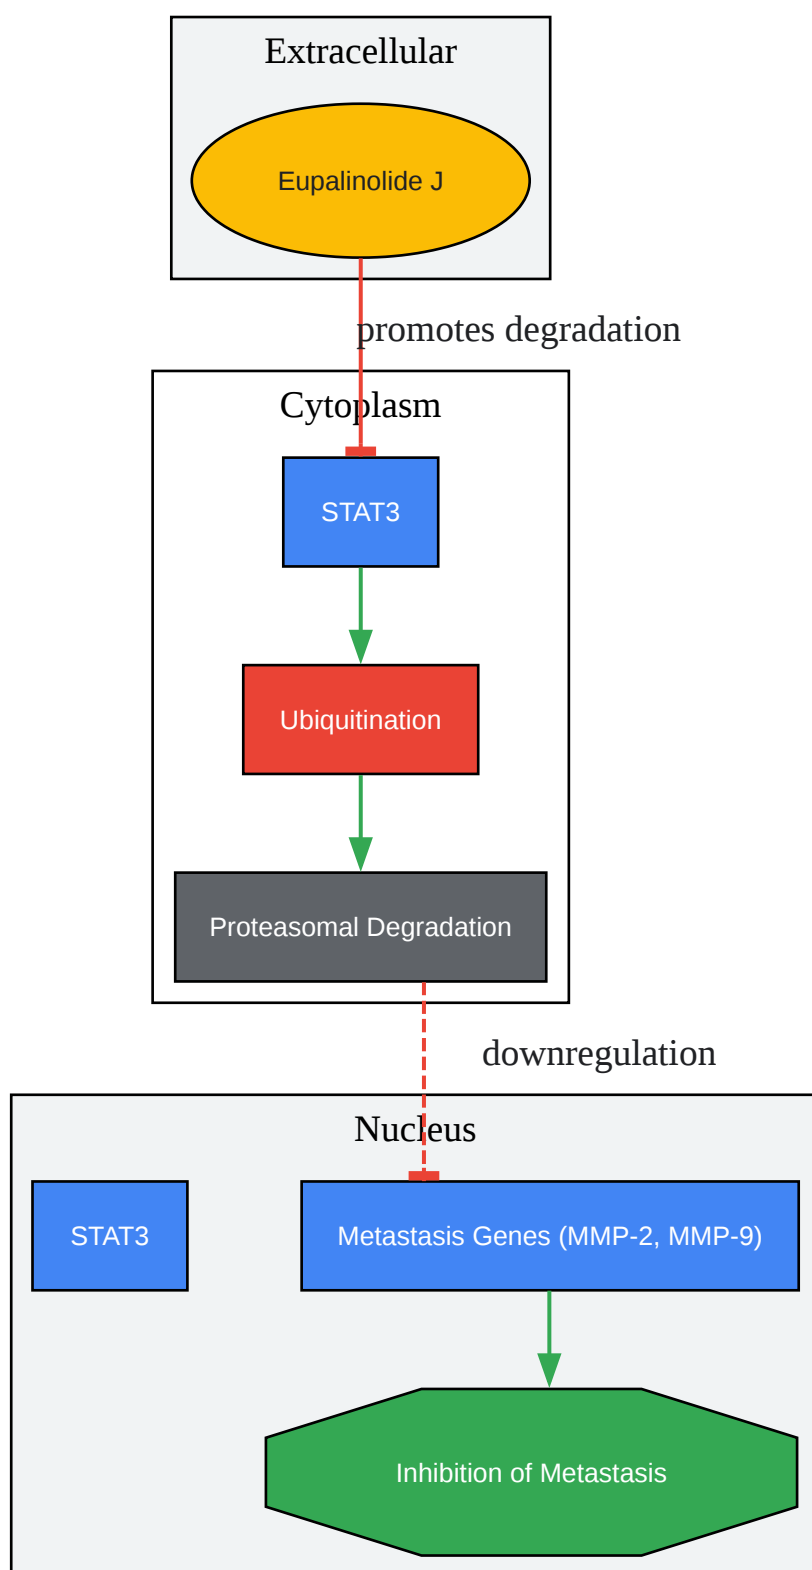 Extracellular
Eupalinolide J
promotes degradation
Cytoplasm
STAT3
Ubiquitination
Proteasomal Degradation
downregulation
Nucleus
STAT3
Metastasis Genes (MMP-2, MMP-9)
Inhibition of Metastasis